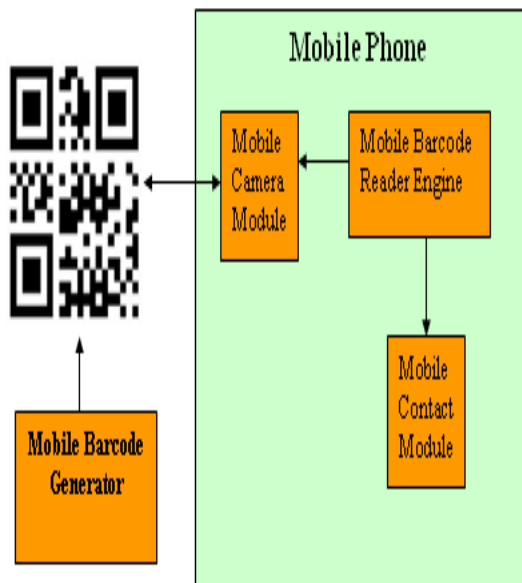 Mobile Phone
Mobile
Camera
Module
Mobile Barcode
Reader Engine
Mobile
Contact
Module
Mobile Barcode
Generator